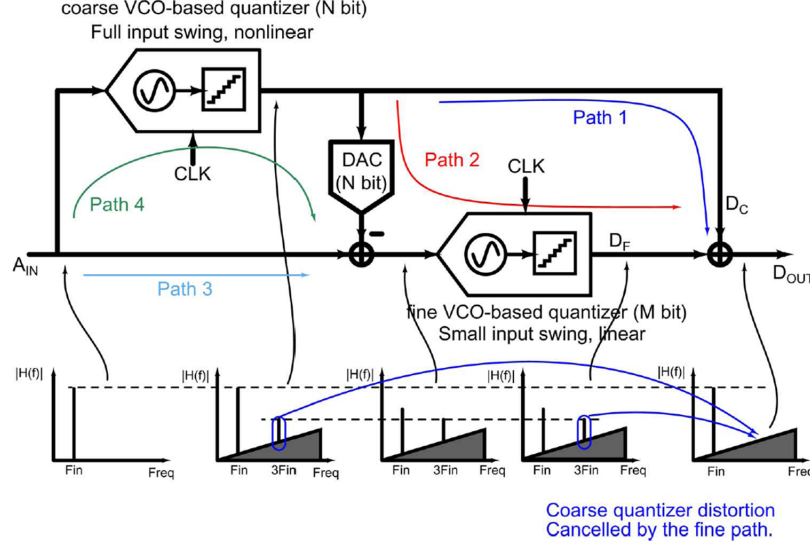 coarse VCO-based quantizer (N bit)
Full input swing, nonlinear
Path 1
DAC
(N bit)
Path 2
CLK
CLK
Path 4
D_C
A_IN
D_F
D_OUT
Path 3
fine VCO-based quantizer (M bit)
Small input swing, linear
|H(f)| |H(f)| |H(f)| |H(f)| |H(f)|
Fin Freq Fin 3Fin Freq Fin 3Fin Freq Fin 3Fin Freq Fin Freq
Coarse quantizer distortion
Cancelled by the fine path.